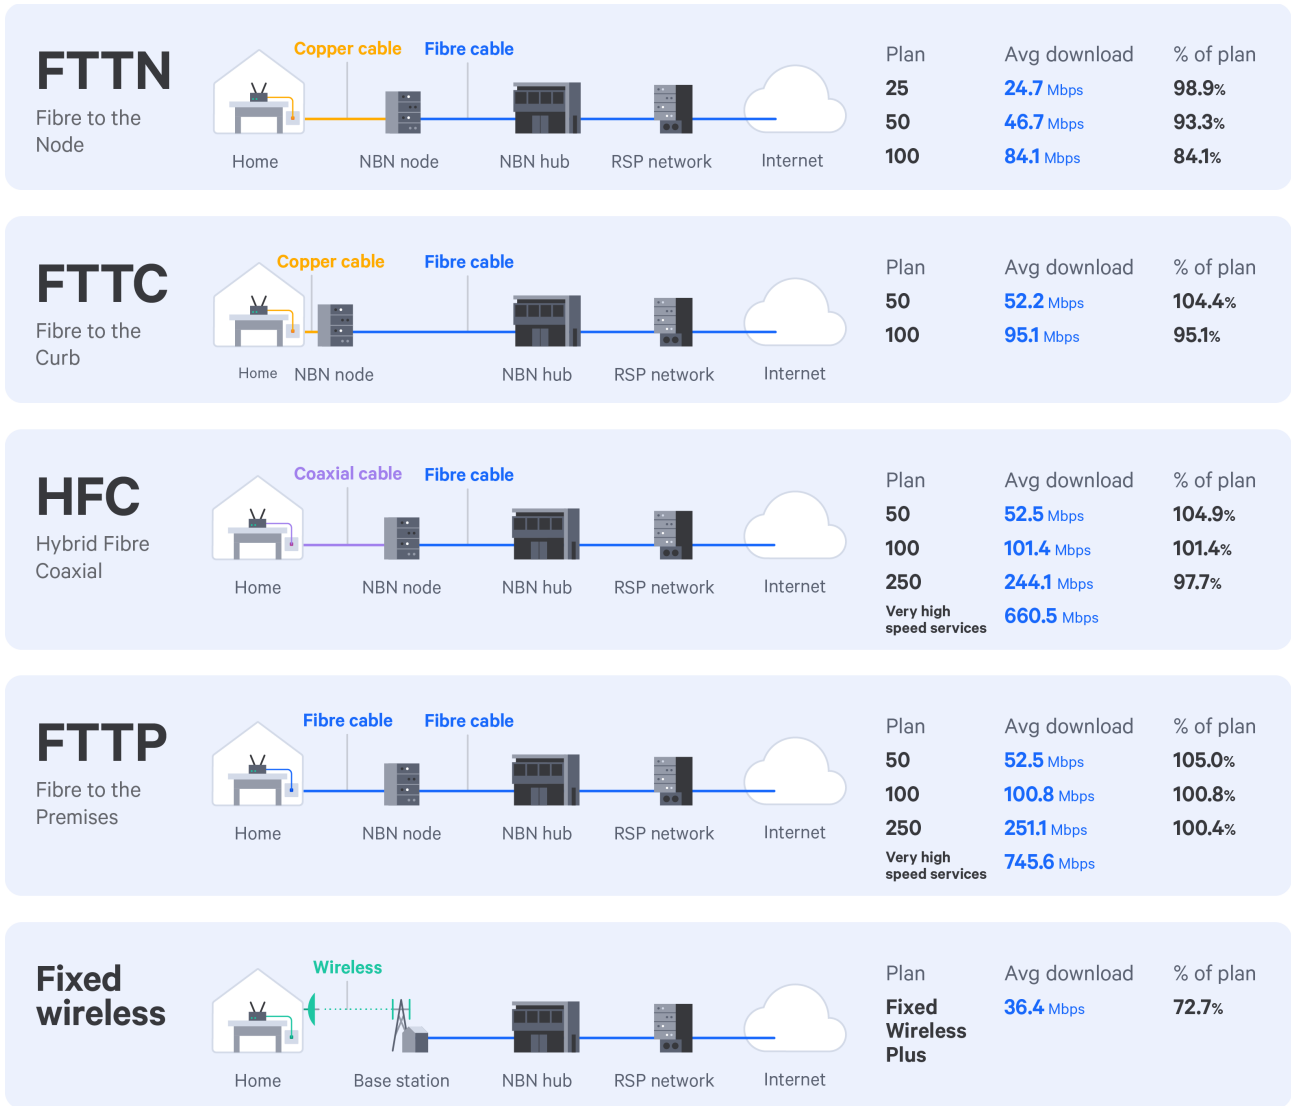 FTTN
Fibre to the
Node
Copper cable
Fibre cable
Home
NBN node
NBN hub
RSP network
Internet
Plan Avg download % of plan
25 24.7 Mbps 98.9%
50 46.7 Mbps 93.3%
100 84.1 Mbps 84.1%
FTTC
Fibre to the
Curb
Copper cable
Fibre cable
Home
NBN node
NBN hub
RSP network
Internet
Plan Avg download % of plan
50 52.2 Mbps 104.4%
100 95.1 Mbps 95.1%
HFC
Hybrid Fibre
Coaxial
Coaxial cable
Fibre cable
Home
NBN node
NBN hub
RSP network
Internet
Plan Avg download % of plan
50 52.5 Mbps 104.9%
100 101.4 Mbps 101.4%
250 244.1 Mbps 97.7%
Very high
speed services
660.5 Mbps
FTTP
Fibre to the
Premises
Fibre cable
Fibre cable
Home
NBN node
NBN hub
RSP network
Internet
Plan Avg download % of plan
50 52.5 Mbps 105.0%
100 100.8 Mbps 100.8%
250 251.1 Mbps 100.4%
Very high
speed services
745.6 Mbps
Fixed
wireless
Wireless
Home
Base station
NBN hub
RSP network
Internet
Plan Avg download % of plan
Fixed 36.4 Mbps 72.7%
Wireless
Plus